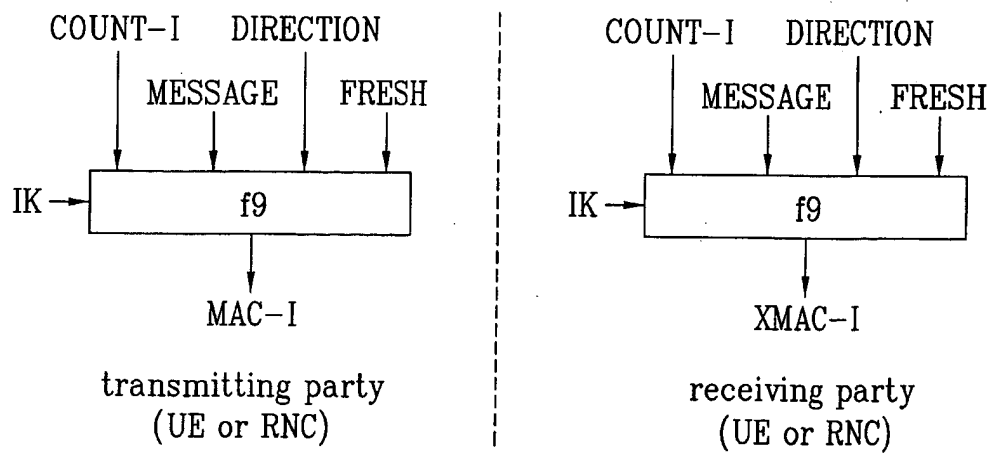 COUNT-I DIRECTION
MESSAGE FRESH
IK
f9
MAC-I
transmitting party
(UE or RNC)
COUNT-I DIRECTION
MESSAGE FRESH
IK
f9
XMAC-I
receiving party
(UE or RNC)